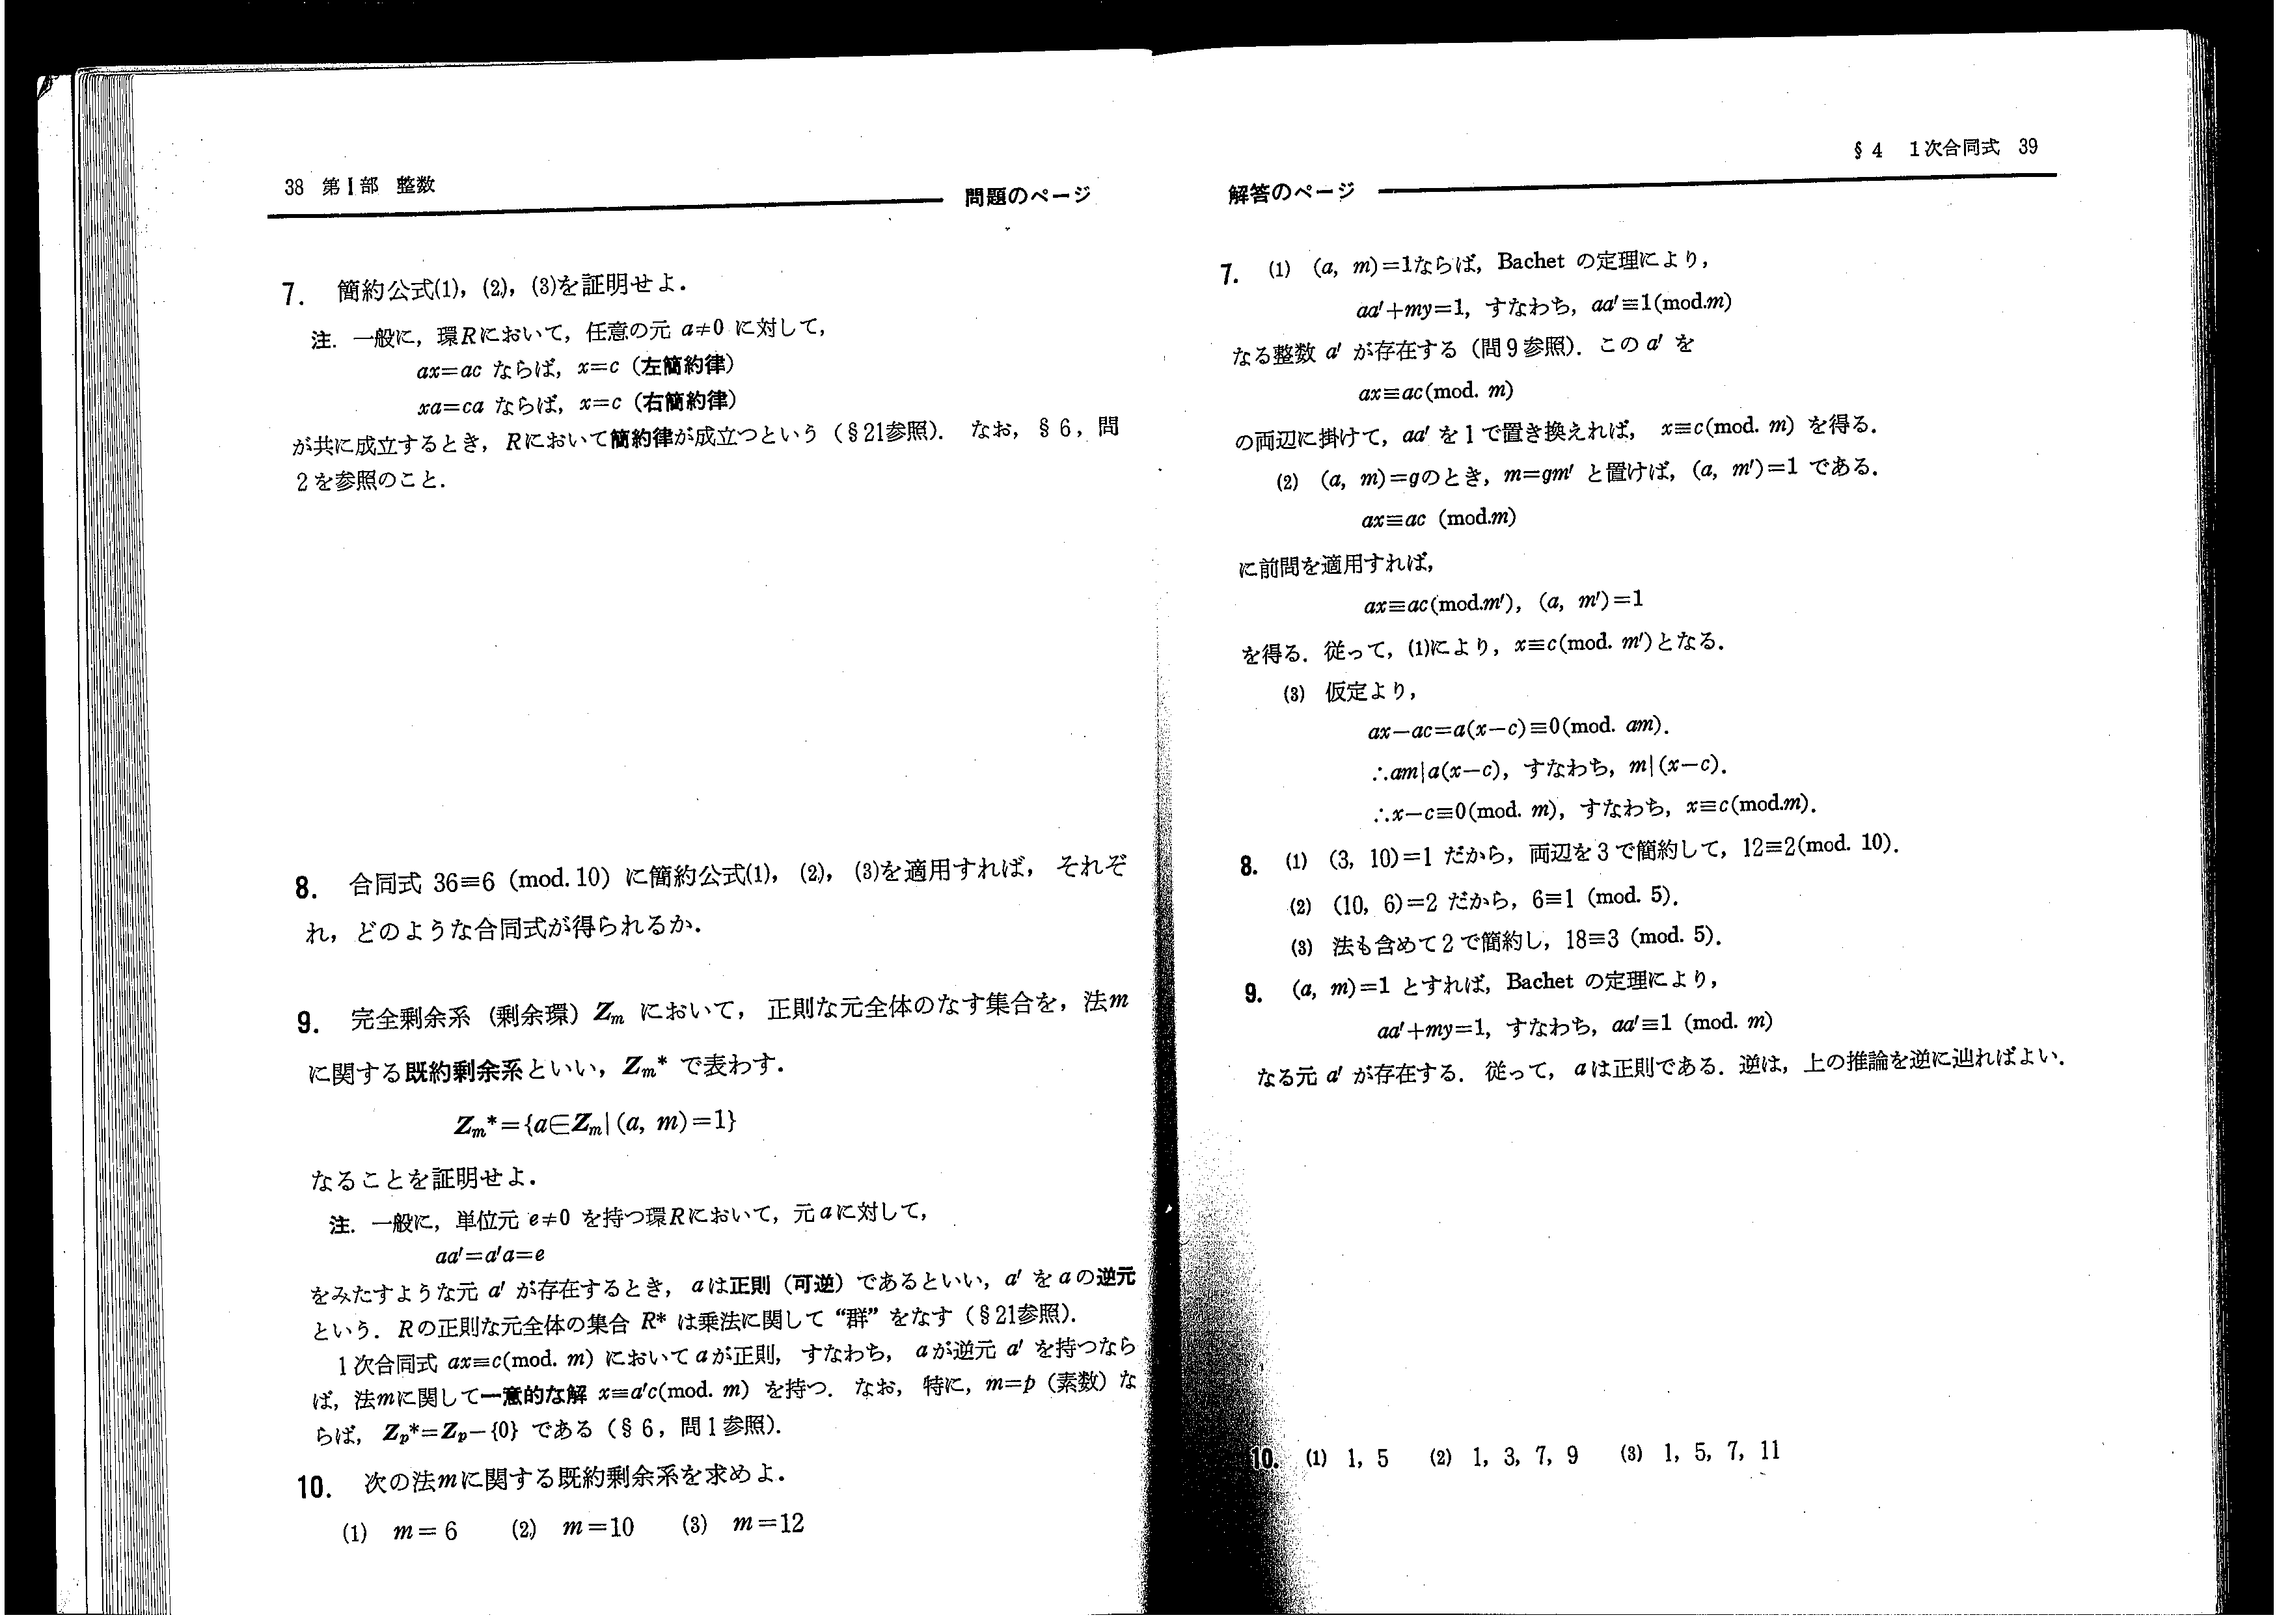 38 第Ⅰ部 整数
問題のページ
7. 簡約公式(1), (2), (3)を証明せよ.
注. 一般に, 環Rにおいて, 任意の元 a≠0 に対して,
ax=ac ならば, x=c (左簡約律)
xa=ca ならば, x=c (右簡約律)
が共に成立するとき, Rにおいて簡約律が成立つという (§21参照). なお, §6, 問
2を参照のこと.
8. 合同式 36≡6 (mod.10) に簡約公式(1), (2), (3)を適用すれば, それぞ
れ, どのような合同式が得られるか.
9. 完全剰余系 (剰余環) Zₘ において, 正則な元全体のなす集合を, 法m
に関する既約剰余系といい, Zₘ* で表わす.
Zₘ*={a∈Zₘ|(a, m)=1}
なることを証明せよ.
注. 一般に, 単位元 e≠0 を持つ環Rにおいて, 元aに対して,
aa′=a′a=e
をみたすような元 a′ が存在するとき, aは正則 (可逆) であるといい, a′ をaの逆元
という. Rの正則な元全体の集合 R* は乗法に関して “群” をなす (§21参照).
1次合同式 ax≡c(mod. m) においてaが正則, すなわち, aが逆元 a′ を持つなら
ば, 法mに関して一意的な解 x≡a′c(mod. m) を持つ. なお, 特に, m=p (素数) な
らば, Zₚ*=Zₚ−{0} である (§6, 問1参照).
10. 次の法mに関する既約剰余系を求めよ.
(1) m=6 (2) m=10 (3) m=12
§4 1次合同式 39
解答のページ
7. (1) (a, m)=1ならば, Bachet の定理により,
aa′+my=1, すなわち, aa′≡1(mod.m)
なる整数 a′ が存在する (問9参照). この a′ を
ax≡ac(mod. m)
の両辺に掛けて, aa′ を1で置き換えれば, x≡c(mod. m) を得る.
(2) (a, m)=gのとき, m=gm′ と置けば, (a, m′)=1 である.
ax≡ac (mod.m)
に前問を適用すれば,
ax≡ac(mod.m′), (a, m′)=1
を得る. 従って, (1)により, x≡c(mod. m′)となる.
(3) 仮定より,
ax−ac=a(x−c)≡0(mod. am).
∴am|a(x−c), すなわち, m|(x−c).
∴x−c≡0(mod. m), すなわち, x≡c(mod.m).
8. (1) (3, 10)=1 だから, 両辺を3で簡約して, 12≡2(mod. 10).
(2) (10, 6)=2 だから, 6≡1 (mod. 5).
(3) 法も含めて2で簡約し, 18≡3 (mod. 5).
9. (a, m)=1 とすれば, Bachet の定理により,
aa′+my=1, すなわち, aa′≡1 (mod. m)
なる元 a′ が存在する. 従って, aは正則である. 逆は, 上の推論を逆に辿ればよい.
10. (1) 1, 5 (2) 1, 3, 7, 9 (3) 1, 5, 7, 11